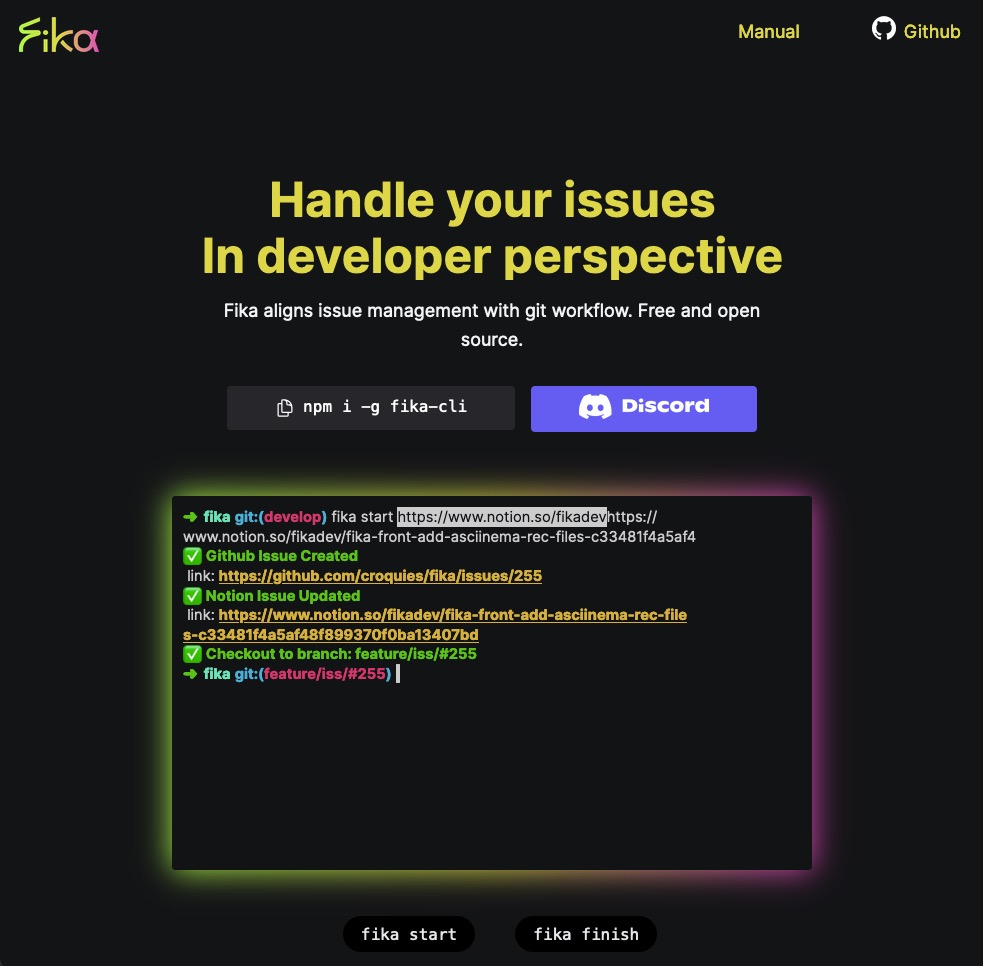 Fika
Manual
Github
Handle your issues
In developer perspective
Fika aligns issue management with git workflow. Free and open
source.
npm i -g fika-cli
Discord
➜ fika git:(develop) fika start https://www.notion.so/fikadevhttps://
www.notion.so/fikadev/fika-front-add-asciinema-rec-files-c33481f4a5af4
✅ Github Issue Created
link: https://github.com/croquies/fika/issues/255
✅ Notion Issue Updated
link: https://www.notion.so/fikadev/fika-front-add-asciinema-rec-file
s-c33481f4a5af48f899370f0ba13407bd
✅ Checkout to branch: feature/iss/#255
➜ fika git:(feature/iss/#255)
fika start
fika finish